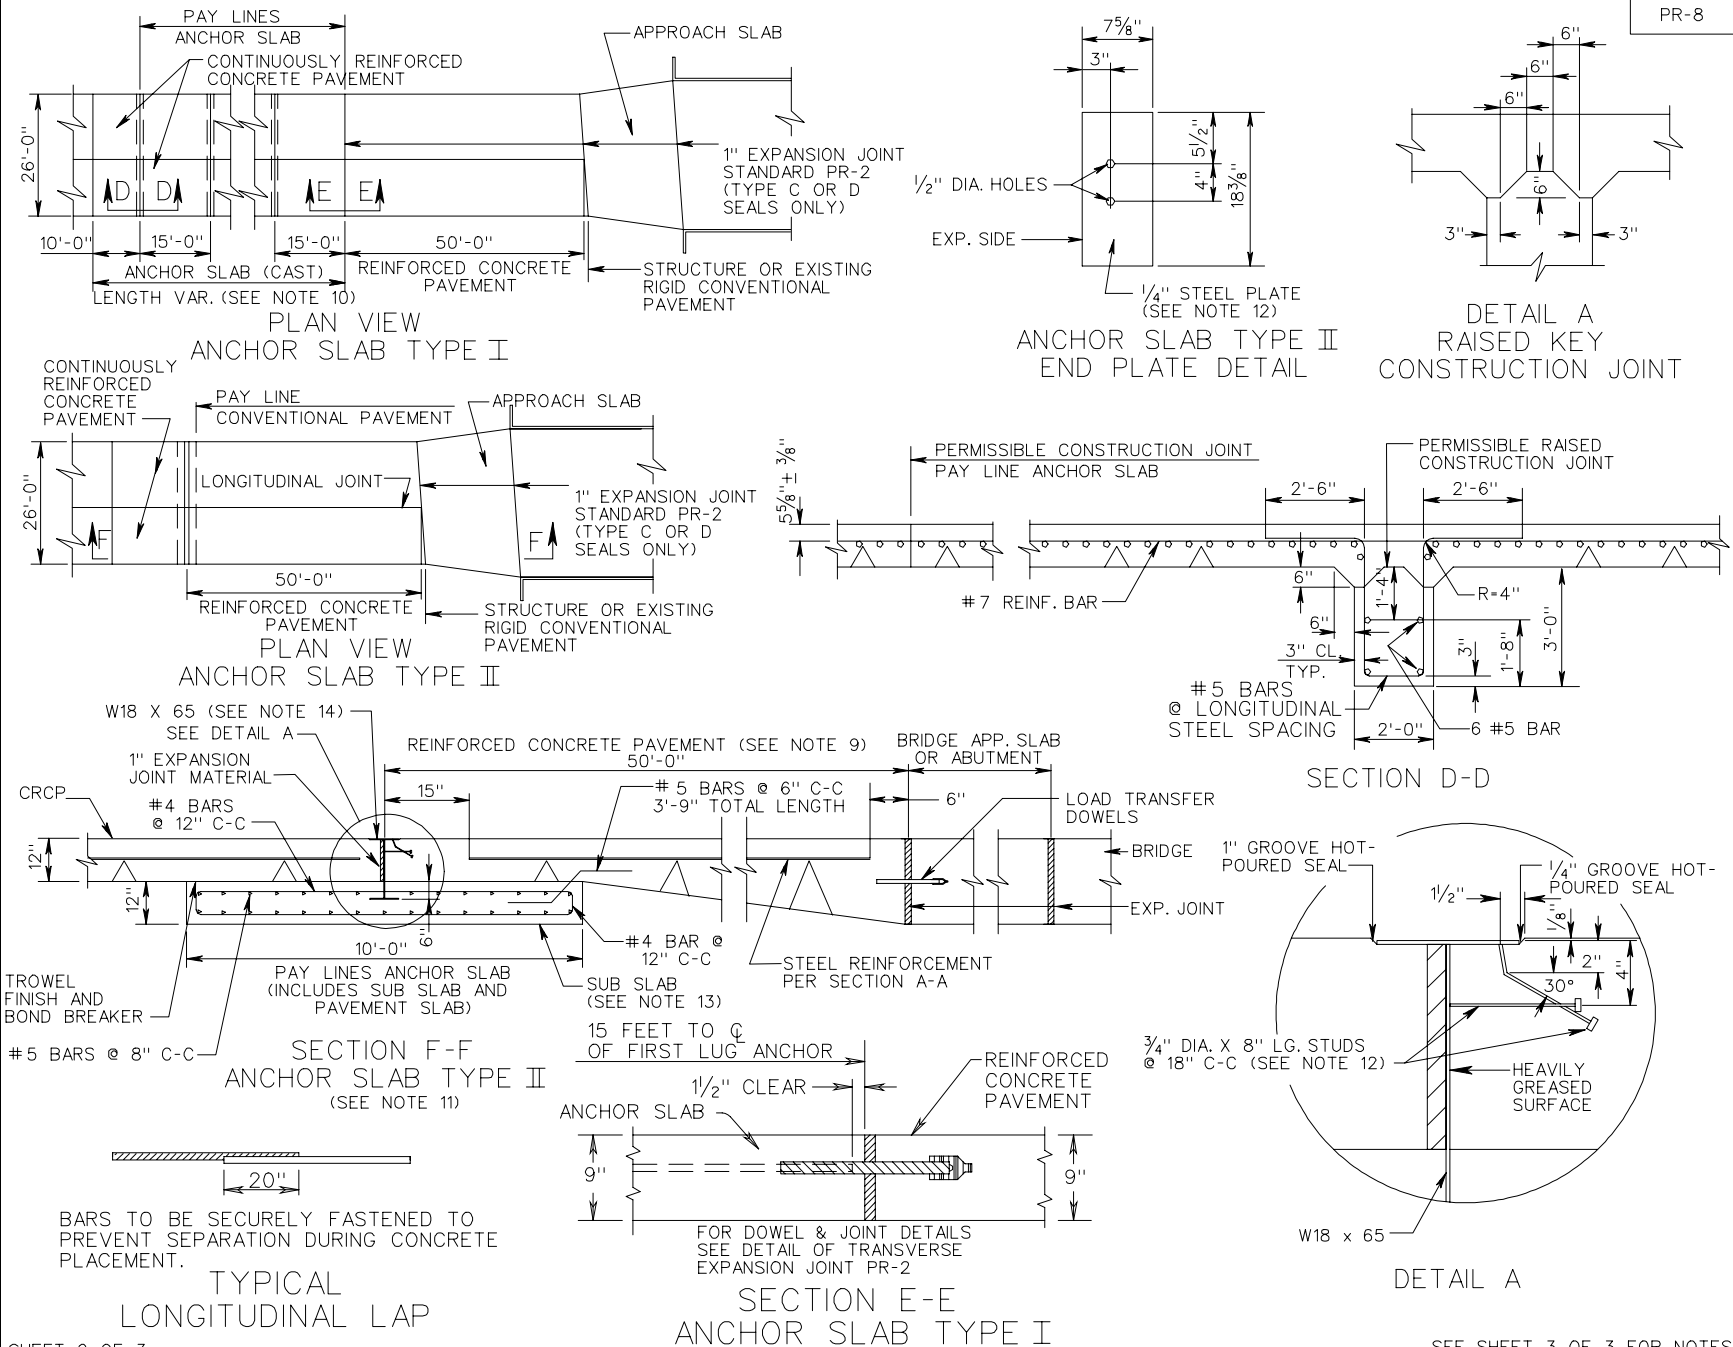 PR-8
PAY LINES
ANCHOR SLAB
CONTINUOUSLY REINFORCED
CONCRETE PAVEMENT
APPROACH SLAB
26'-0"
D D
E E
1" EXPANSION JOINT
STANDARD PR-2
(TYPE C OR D
SEALS ONLY)
10'-0" 15'-0" 15'-0" 50'-0"
ANCHOR SLAB (CAST)
LENGTH VAR. (SEE NOTE 10)
REINFORCED CONCRETE
PAVEMENT
STRUCTURE OR EXISTING
RIGID CONVENTIONAL
PAVEMENT
PLAN VIEW
ANCHOR SLAB TYPE I
7⅝"
3"
5½"
4"
18⅜"
½" DIA. HOLES
EXP. SIDE
¼" STEEL PLATE
(SEE NOTE 12)
ANCHOR SLAB TYPE II
END PLATE DETAIL
6"
6"
6"
6"
3" 3"
DETAIL A
RAISED KEY
CONSTRUCTION JOINT
CONTINUOUSLY
REINFORCED
CONCRETE
PAVEMENT
PAY LINE
CONVENTIONAL PAVEMENT
APPROACH SLAB
LONGITUDINAL JOINT
26'-0"
F F
1" EXPANSION JOINT
STANDARD PR-2
(TYPE C OR D
SEALS ONLY)
50'-0"
REINFORCED CONCRETE
PAVEMENT
STRUCTURE OR EXISTING
RIGID CONVENTIONAL
PAVEMENT
PLAN VIEW
ANCHOR SLAB TYPE II
PERMISSIBLE CONSTRUCTION JOINT
PAY LINE ANCHOR SLAB
PERMISSIBLE RAISED
CONSTRUCTION JOINT
5⅝" ± ⅜"
2'-6" 2'-6"
#7 REINF. BAR
6"
1'-4"
R=4"
6"
3" CL.
TYP.
3"
1'-8"
3'-0"
#5 BARS
@ LONGITUDINAL
STEEL SPACING
2'-0"
6 #5 BAR
SECTION D-D
W18 X 65 (SEE NOTE 14)
SEE DETAIL A
1" EXPANSION
JOINT MATERIAL
CRCP
#4 BARS
@ 12" C-C
REINFORCED CONCRETE PAVEMENT (SEE NOTE 9)
50'-0"
BRIDGE APP. SLAB
OR ABUTMENT
15"
#5 BARS @ 6" C-C
3'-9" TOTAL LENGTH
6"
LOAD TRANSFER
DOWELS
BRIDGE
12"
12"
6"
EXP. JOINT
10'-0"
#4 BAR @
12" C-C
PAY LINES ANCHOR SLAB
(INCLUDES SUB SLAB AND
PAVEMENT SLAB)
SUB SLAB
(SEE NOTE 13)
STEEL REINFORCEMENT
PER SECTION A-A
TROWEL
FINISH AND
BOND BREAKER
#5 BARS @ 8" C-C
SECTION F-F
ANCHOR SLAB TYPE II
(SEE NOTE 11)
1" GROOVE HOT-
POURED SEAL
¼" GROOVE HOT-
POURED SEAL
1½"
⅛"
2"
4"
30°
¾" DIA. X 8" LG. STUDS
@ 18" C-C (SEE NOTE 12)
HEAVILY
GREASED
SURFACE
W18 x 65
DETAIL A
15 FEET TO ℄
OF FIRST LUG ANCHOR
1½" CLEAR
REINFORCED
CONCRETE
PAVEMENT
ANCHOR SLAB
9" 9"
FOR DOWEL & JOINT DETAILS
SEE DETAIL OF TRANSVERSE
EXPANSION JOINT PR-2
SECTION E-E
ANCHOR SLAB TYPE I
20"
BARS TO BE SECURELY FASTENED TO
PREVENT SEPARATION DURING CONCRETE
PLACEMENT.
TYPICAL
LONGITUDINAL LAP
SHEET 2 OF 3
SEE SHEET 3 OF 3 FOR NOTES